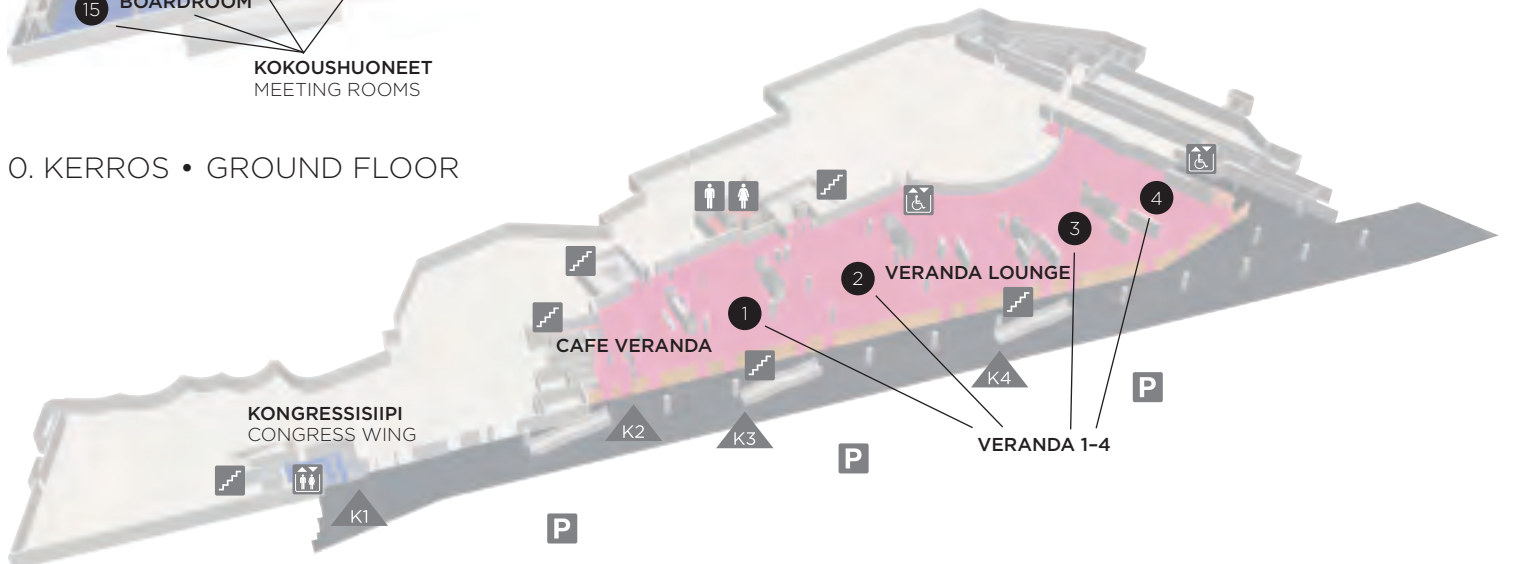 15
BOARDROOM
KOKOUSHUONEET
MEETING ROOMS
0. KERROS • GROUND FLOOR
4
3
2
VERANDA LOUNGE
1
CAFE VERANDA
K4
P
KONGRESSISIIPI
CONGRESS WING
K2
K3
VERANDA 1–4
P
K1
P